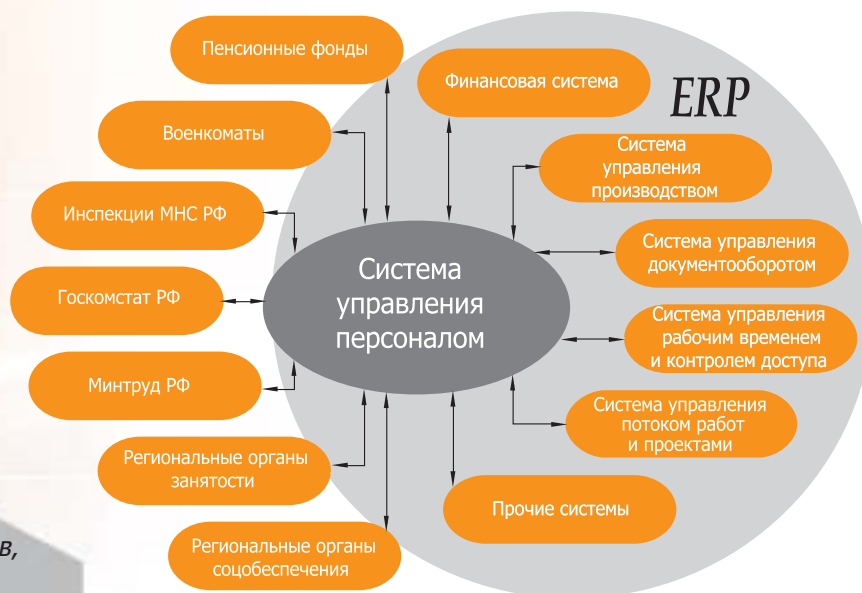 Пенсионные фонды
Финансовая система
ERP
Военкоматы
Система
управления
производством
Инспекции МНС РФ
Система управления
документооборотом
Система
управления
персоналом
Госкомстат РФ
Система управления
рабочим временем
и контролем доступа
Минтруд РФ
Система управления
потоком работ
и проектами
Региональные органы
занятости
Прочие системы
Региональные органы
соцобеспечения
в,